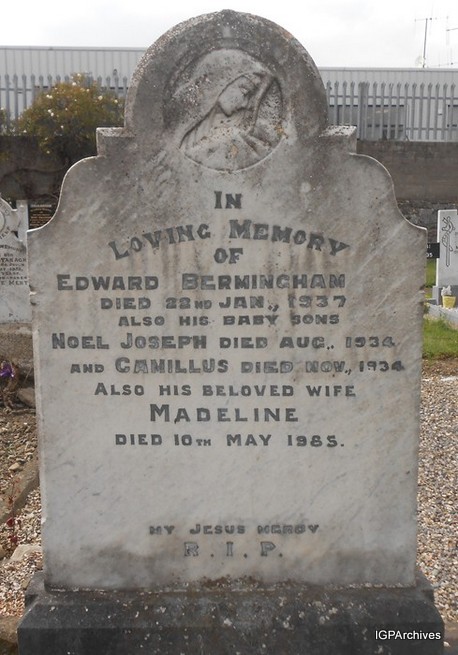 IN
LOVING MEMORY
OF
EDWARD BERMINGHAM
DIED 22ND JAN., 1937
ALSO HIS BABY SONS
NOEL JOSEPH DIED AUG., 1934
AND CAMILLUS DIED NOV., 1934
ALSO HIS BELOVED WIFE
MADELINE
DIED 10TH MAY 1985.
MY JESUS MERCY
R.I.P.
IGPArchives